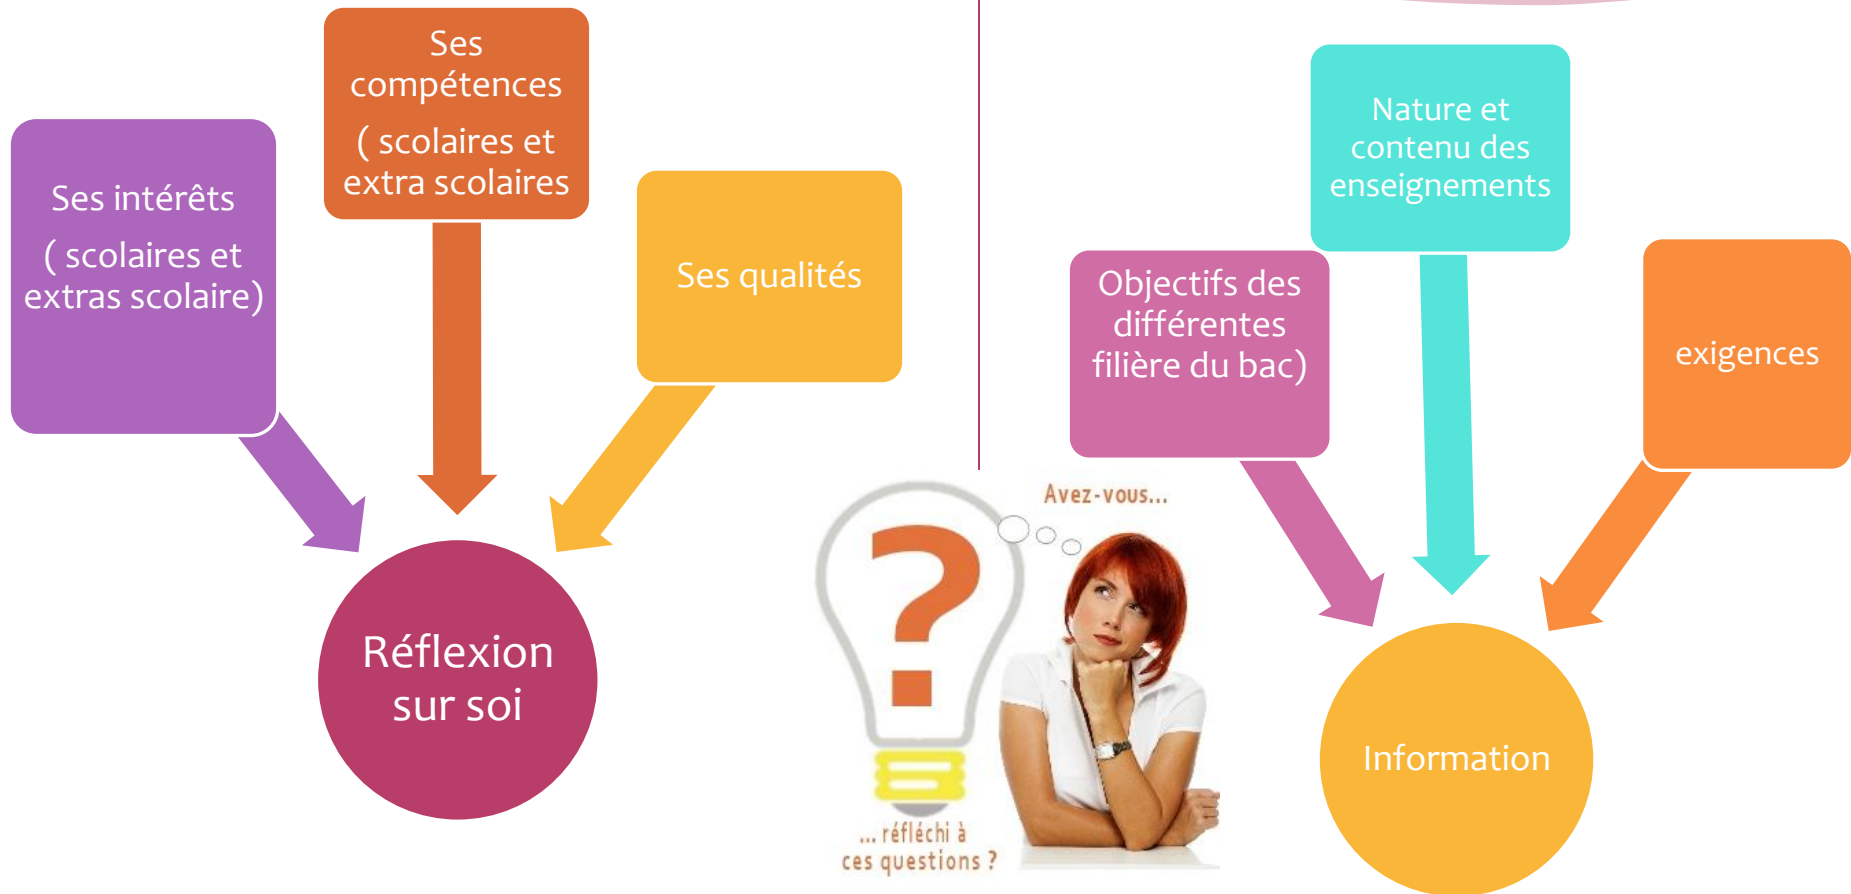 Ses intérêts
( scolaires et
extras scolaire)
Ses
compétences
( scolaires et
extra scolaires
Ses qualités
Réflexion
sur soi
Avez-vous...
... réfléchi à
ces questions ?
Objectifs des
différentes
filière du bac)
Nature et
contenu des
enseignements
exigences
Information